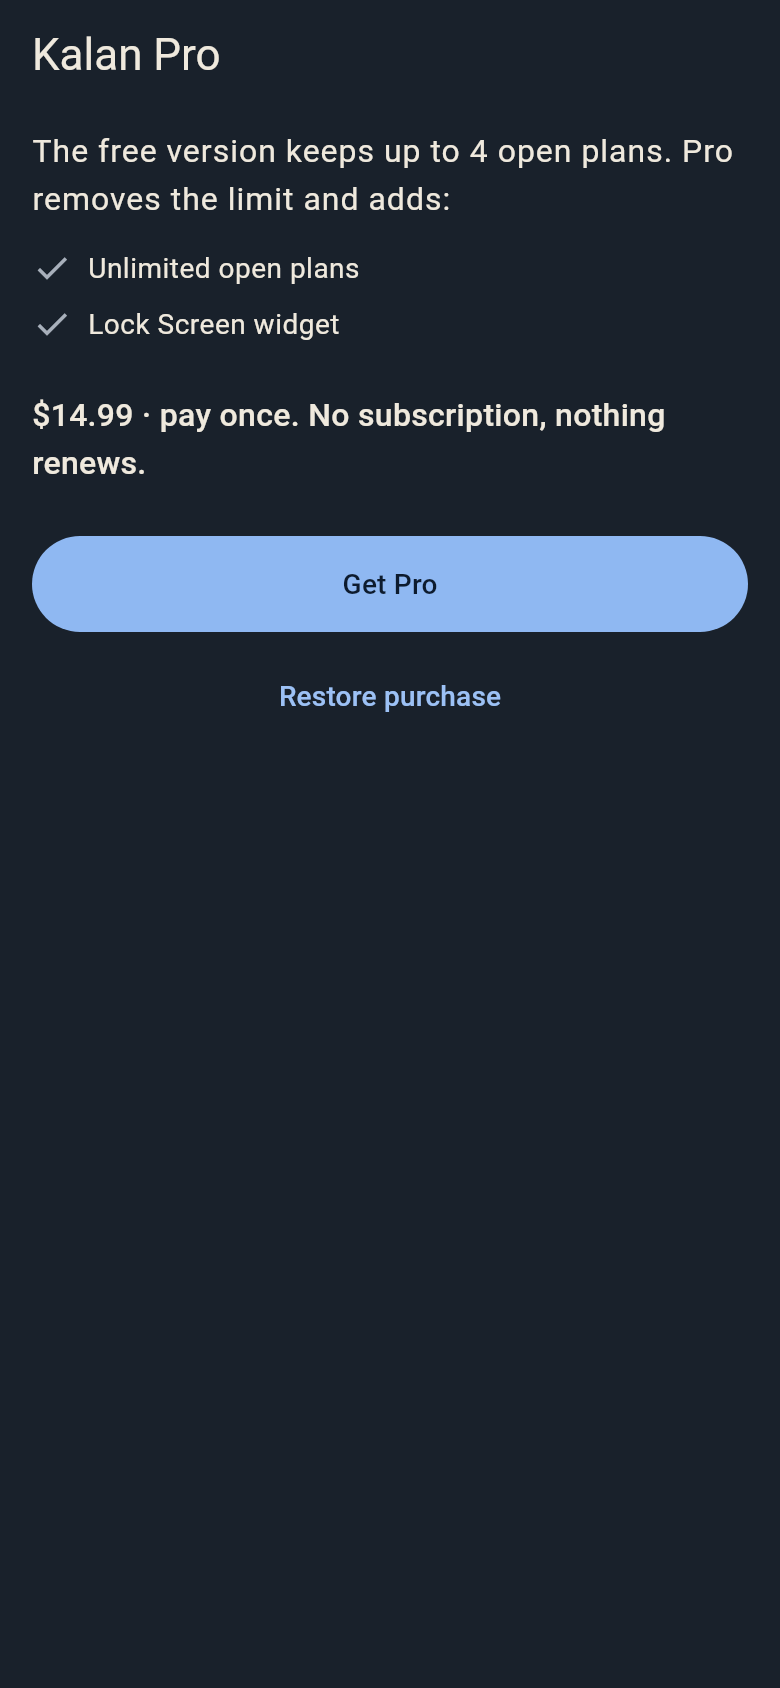 Kalan Pro
The free version keeps up to 4 open plans. Pro
removes the limit and adds:
Unlimited open plans
Lock Screen widget
$14.99 · pay once. No subscription, nothing
renews.
Get Pro
Restore purchase